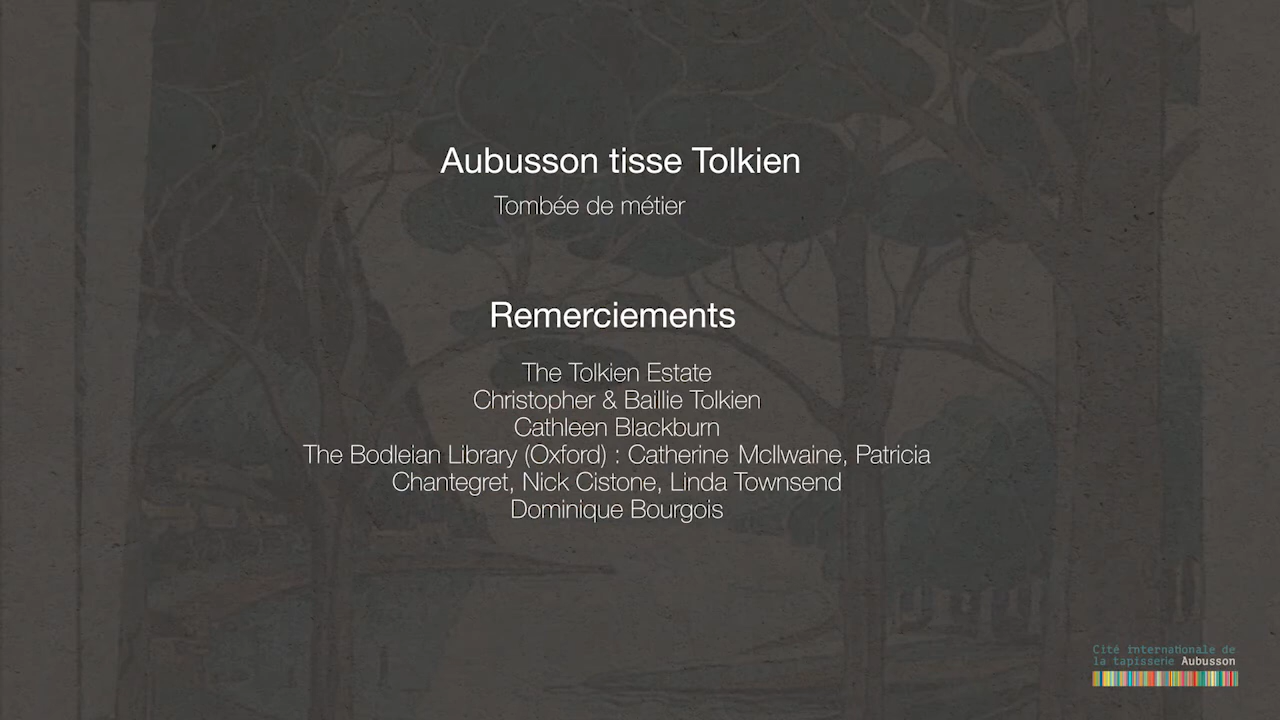 Aubusson tisse Tolkien
Tombée de métier
Remerciements
The Tolkien Estate
Christopher & Baillie Tolkien
Cathleen Blackburn
The Bodleian Library (Oxford) : Catherine McIlwaine, Patricia
Chantegret, Nick Cistone, Linda Townsend
Dominique Bourgois
Cité internationale de
la tapisserie Aubusson